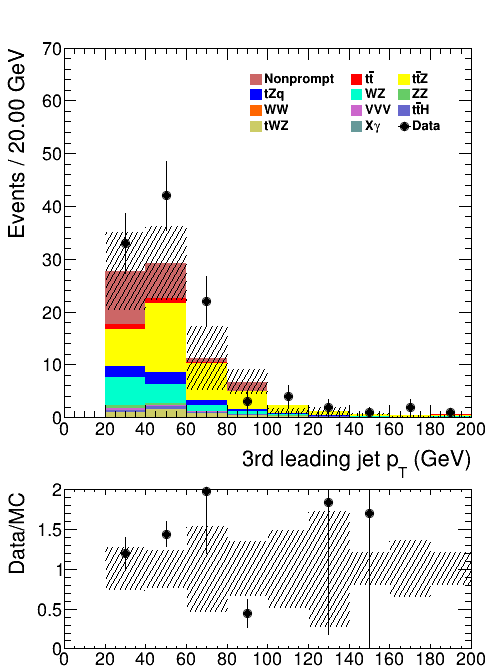 Events / 20.00 GeV
70
60
50
40
30
20
10
0
Nonprompt tt̄ tt̄Z
tZq WZ ZZ
WW VVV tt̄H
tWZ Xγ Data
0 20 40 60 80 100 120 140 160 180 200
3rd leading jet p_T (GeV)
Data/MC
2
1.5
1
0.5
0
0 20 40 60 80 100 120 140 160 180 200